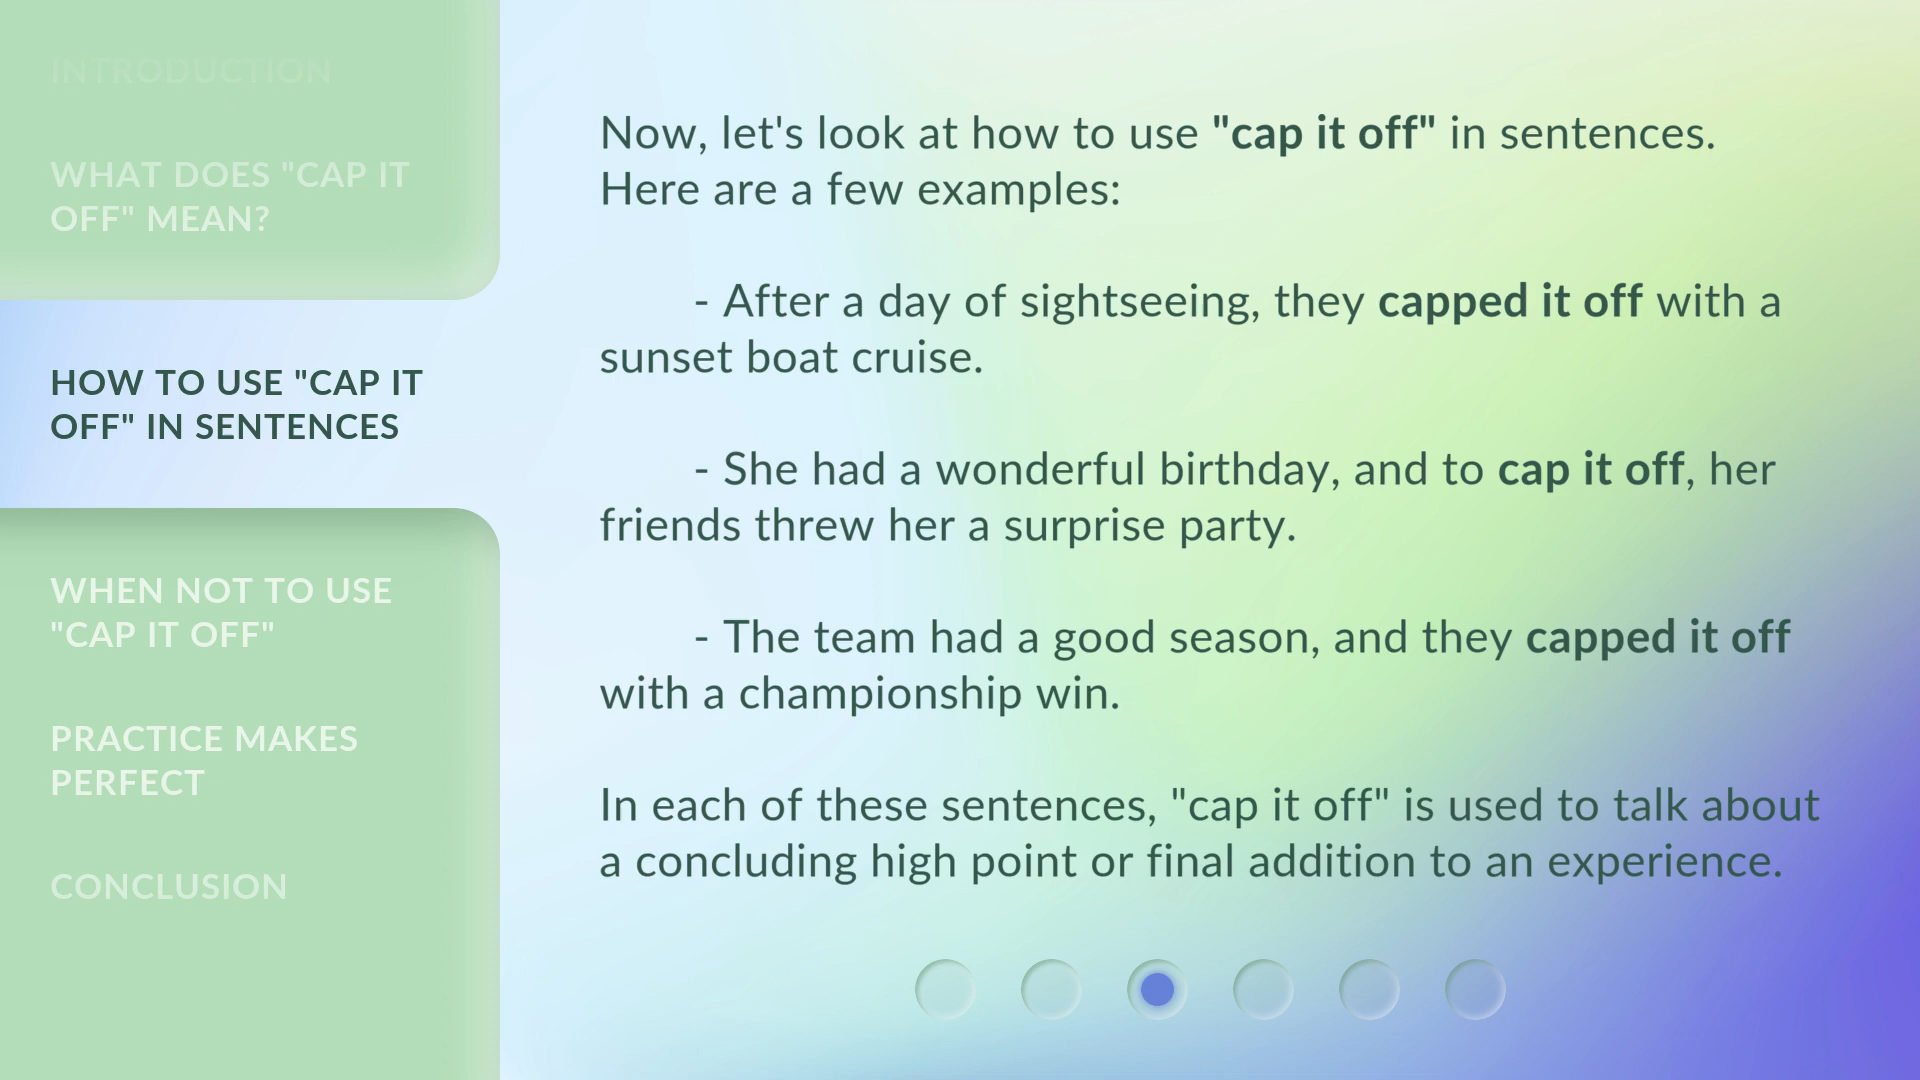 INTRODUCTION
WHAT DOES "CAP IT
OFF" MEAN?
HOW TO USE "CAP IT
OFF" IN SENTENCES
WHEN NOT TO USE
"CAP IT OFF"
PRACTICE MAKES
PERFECT
CONCLUSION
Now, let's look at how to use "cap it off" in sentences.
Here are a few examples:
- After a day of sightseeing, they capped it off with a
sunset boat cruise.
- She had a wonderful birthday, and to cap it off, her
friends threw her a surprise party.
- The team had a good season, and they capped it off
with a championship win.
In each of these sentences, "cap it off" is used to talk about
a concluding high point or final addition to an experience.